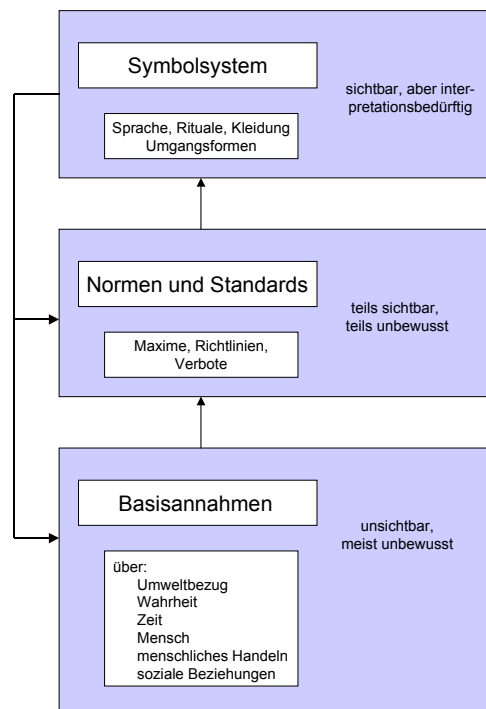 Symbolsystem
sichtbar, aber inter-
pretationsbedürftig
Sprache, Rituale, Kleidung
Umgangsformen
Normen und Standards
teils sichtbar,
teils unbewusst
Maxime, Richtlinien,
Verbote
Basisannahmen
unsichtbar,
meist unbewusst
über:
Umweltbezug
Wahrheit
Zeit
Mensch
menschliches Handeln
soziale Beziehungen